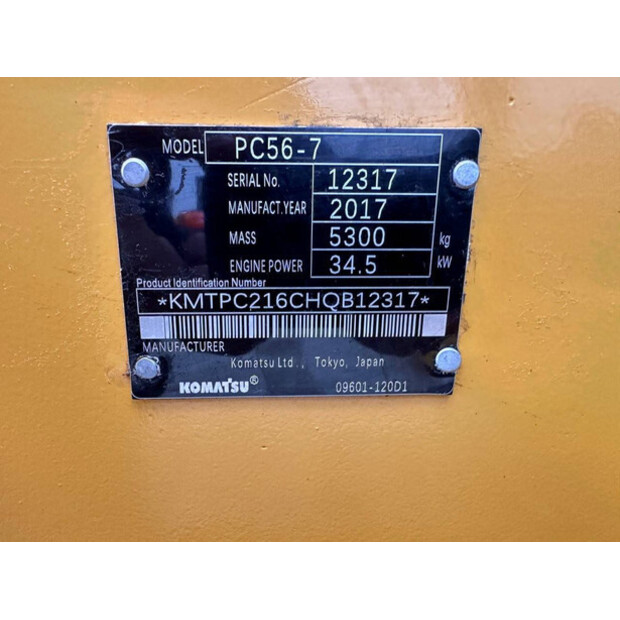 MODEL PC56-7
SERIAL No. 12317
MANUFACT.YEAR 2017
MASS 5300 kg
ENGINE POWER 34.5 kW
Product Identification Number
*KMTPC216CHQB12317*
MANUFACTURER
Komatsu Ltd., Tokyo, Japan
KOMATSU® 09601-120D1